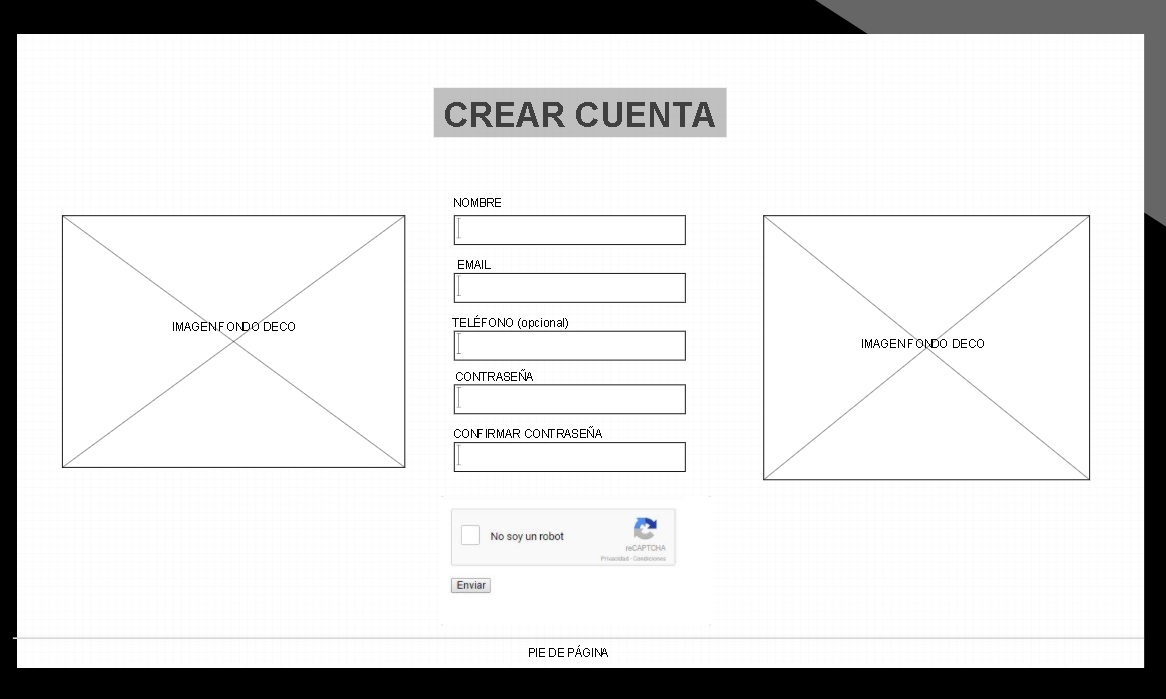 CREAR CUENTA
NOMBRE
EMAIL
TELÉFONO (opcional)
CONTRASEÑA
CONFIRMAR CONTRASEÑA
IMAGEN FONDO DECO
IMAGEN FONDO DECO
No soy un robot
reCAPTCHA
Privacidad - Condiciones
Enviar
PIE DE PÁGINA